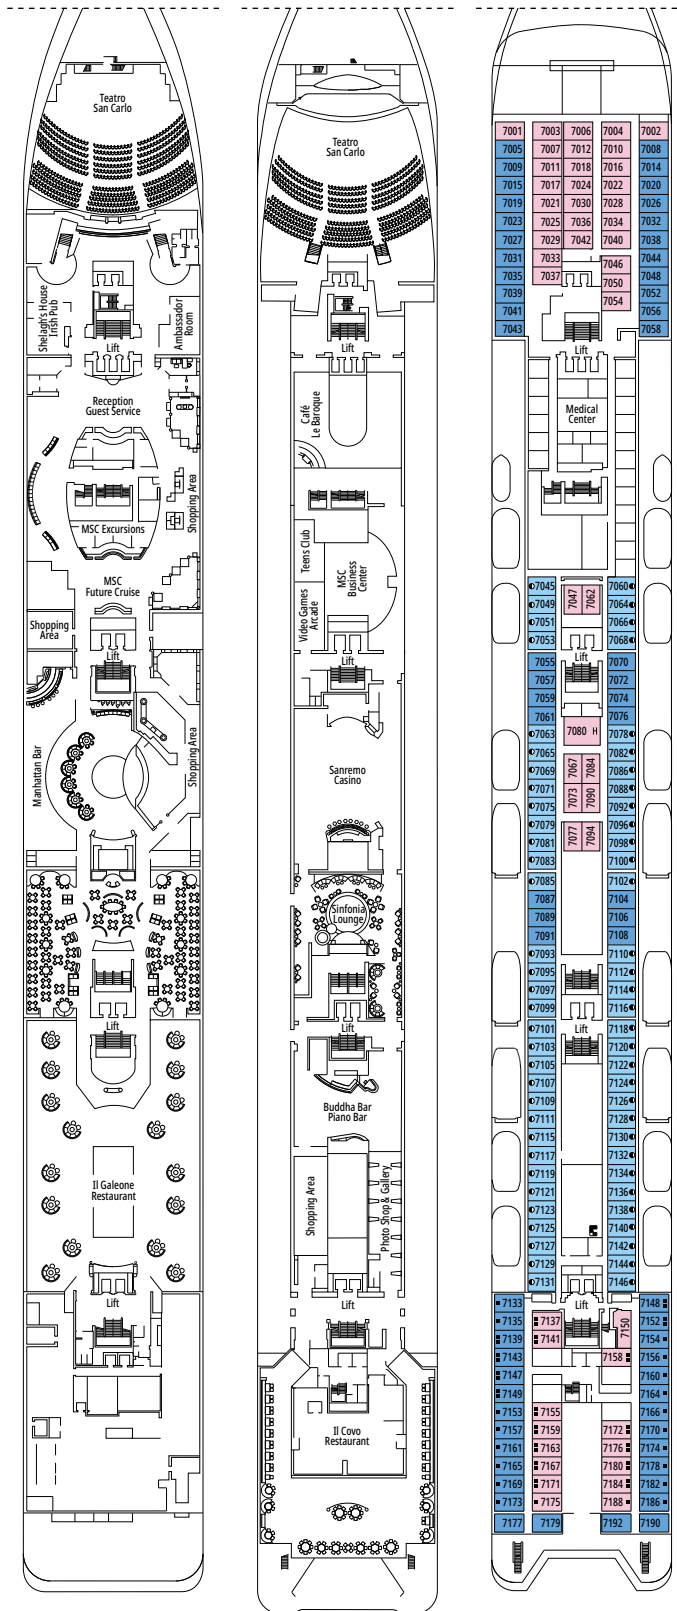 Teatro
San Carlo
Shelagh's House
Irish Pub
Ambassador
Room
Lift
Reception
Guest Service
Shopping Area
MSC Excursions
MSC
Future Cruise
Shopping
Area
Lift
Manhattan Bar
Shopping Area
Lift
Il Galeone
Restaurant
Lift
Teatro
San Carlo
Lift
Café
Le Baroque
Teens Club
MSC
Business
Center
Video Games
Arcade
Lift
Sanremo
Casino
Sinfonia
Lounge
Lift
Buddha Bar
Piano Bar
Shopping Area
Photo Shop & Gallery
Lift
Il Covo
Restaurant
7001 7003 7006 7004 7002
7005 7007 7012 7010 7008
7009 7011 7018 7016 7014
7015 7017 7024 7022 7020
7019 7021 7030 7028 7026
7023 7025 7036 7034 7032
7027 7029 7042 7040 7038
7031 7033 7046 7044
7035 7037 7050 7048
7039 7054 7052
7041 7056
7043 7058
Lift
Medical
Center
7045 7047 7062 7060
7049 7064
7051 7066
7053 7068
Lift
7055 7070
7057 7072
7059 7074
7061 7076
7063 7080 H 7078
7065 7082
7069 7067 7084 7086
7071 7088
7075 7073 7090 7092
7079 7096
7081 7077 7094 7098
7083 7100
7085 7102
7087 7104
7089 7106
7091 7108
7093 7110
7095 7112
7097 7114
7099 7116
7101 Lift 7118
7103 7120
7105 7122
7107 7124
7109 7126
7111 7128
7115 7130
7117 7132
7119 7134
7121 7136
7123 7138
7125 7140
7127 7142
7129 7144
7131 7146
7133 Lift 7148
7135 7137 7150 7152
7139 7141 7154
7143 7158 7156
7147 7160
7149 7164
7153 7155 7166
7157 7159 7172 7170
7161 7163 7176 7174
7165 7167 7180 7178
7169 7171 7184 7182
7173 7175 7188 7186
7177 7179 7192 7190